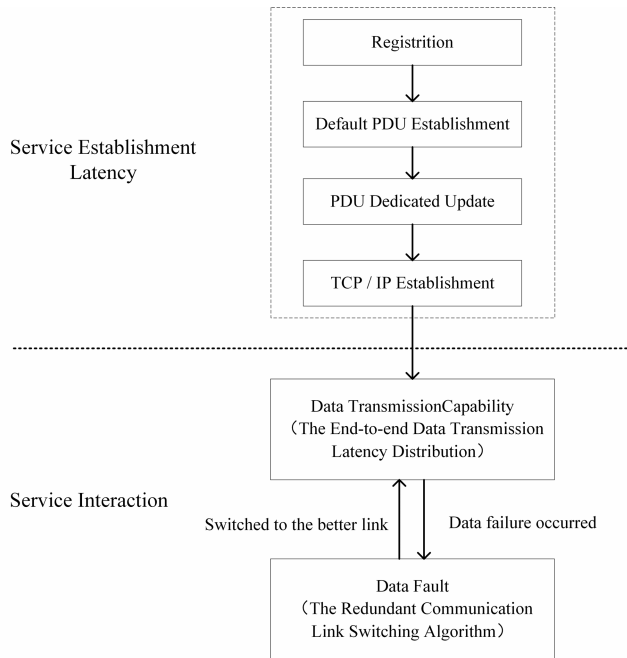 Registrition
Default PDU Establishment
Service Establishment
Latency
PDU Dedicated Update
TCP / IP Establishment
Data TransmissionCapability
（The End-to-end Data Transmission
Latency Distribution）
Service Interaction
Switched to the better link
Data failure occurred
Data Fault
（The Redundant Communication
Link Switching Algorithm）